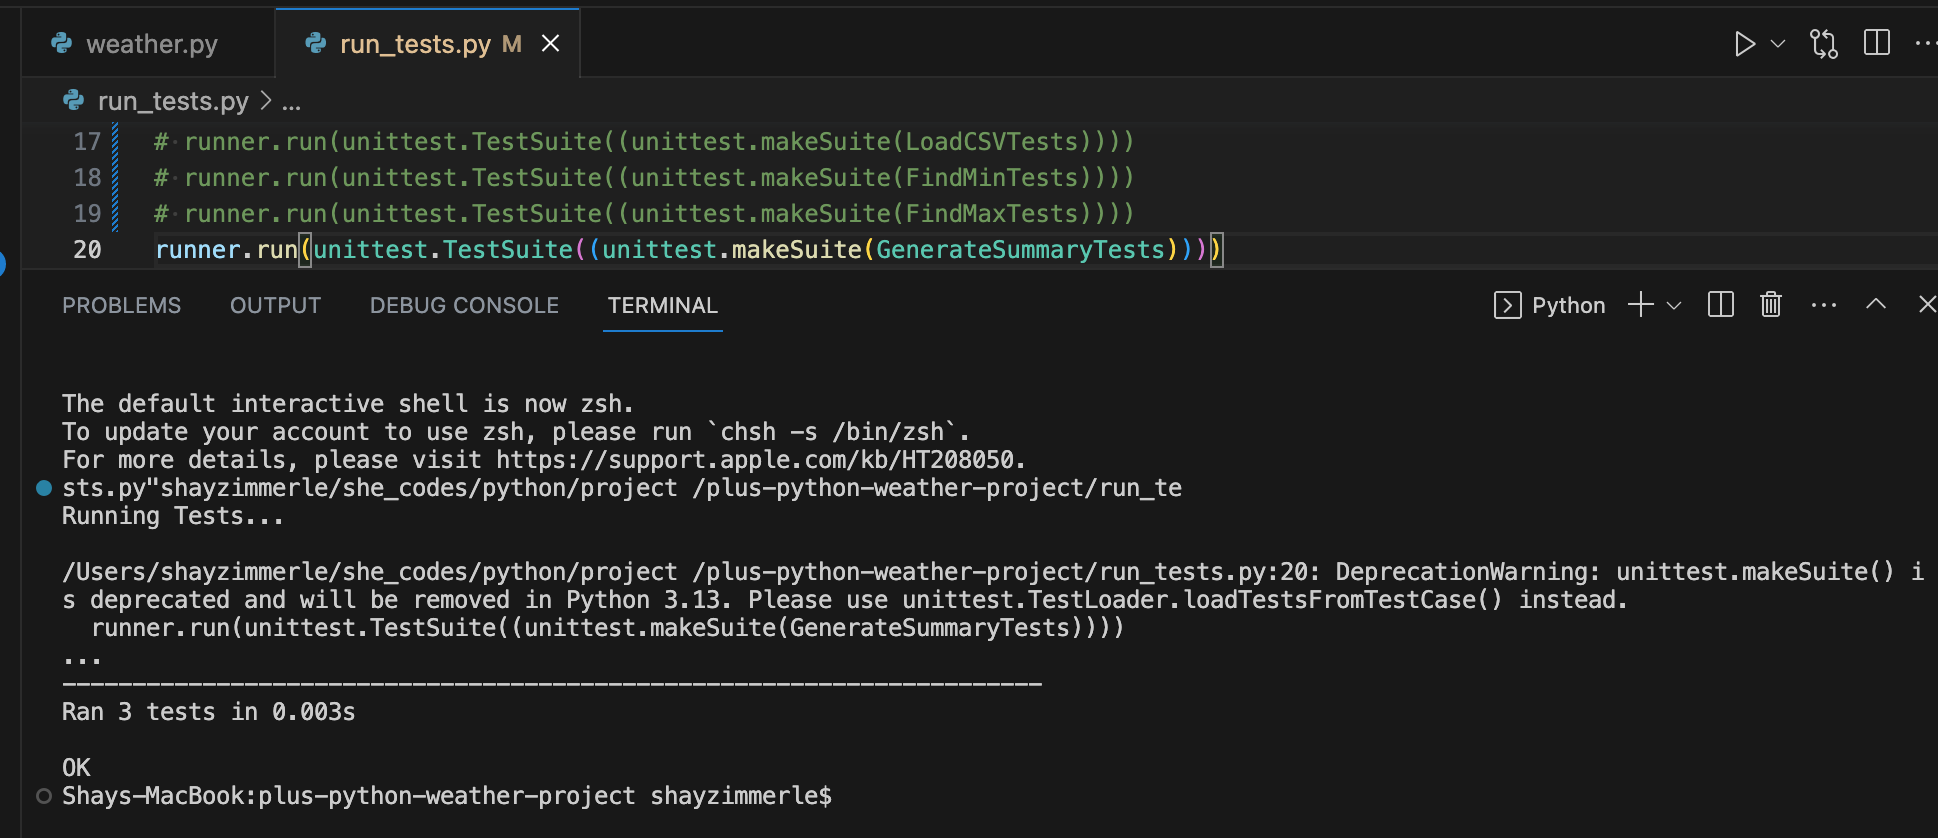 weather.py
run_tests.py M
run_tests.py > ...
17 # runner.run(unittest.TestSuite((unittest.makeSuite(LoadCSVTests))))
18 # runner.run(unittest.TestSuite((unittest.makeSuite(FindMinTests))))
19 # runner.run(unittest.TestSuite((unittest.makeSuite(FindMaxTests))))
20 runner.run(unittest.TestSuite((unittest.makeSuite(GenerateSummaryTests))))
PROBLEMS OUTPUT DEBUG CONSOLE TERMINAL Python
The default interactive shell is now zsh.
To update your account to use zsh, please run `chsh -s /bin/zsh`.
For more details, please visit https://support.apple.com/kb/HT208050.
sts.py"shayzimmerle/she_codes/python/project /plus-python-weather-project/run_te
Running Tests...
/Users/shayzimmerle/she_codes/python/project /plus-python-weather-project/run_tests.py:20: DeprecationWarning: unittest.makeSuite() i
s deprecated and will be removed in Python 3.13. Please use unittest.TestLoader.loadTestsFromTestCase() instead.
runner.run(unittest.TestSuite((unittest.makeSuite(GenerateSummaryTests))))
...
----------------------------------------------------------------------
Ran 3 tests in 0.003s
OK
Shays-MacBook:plus-python-weather-project shayzimmerle$